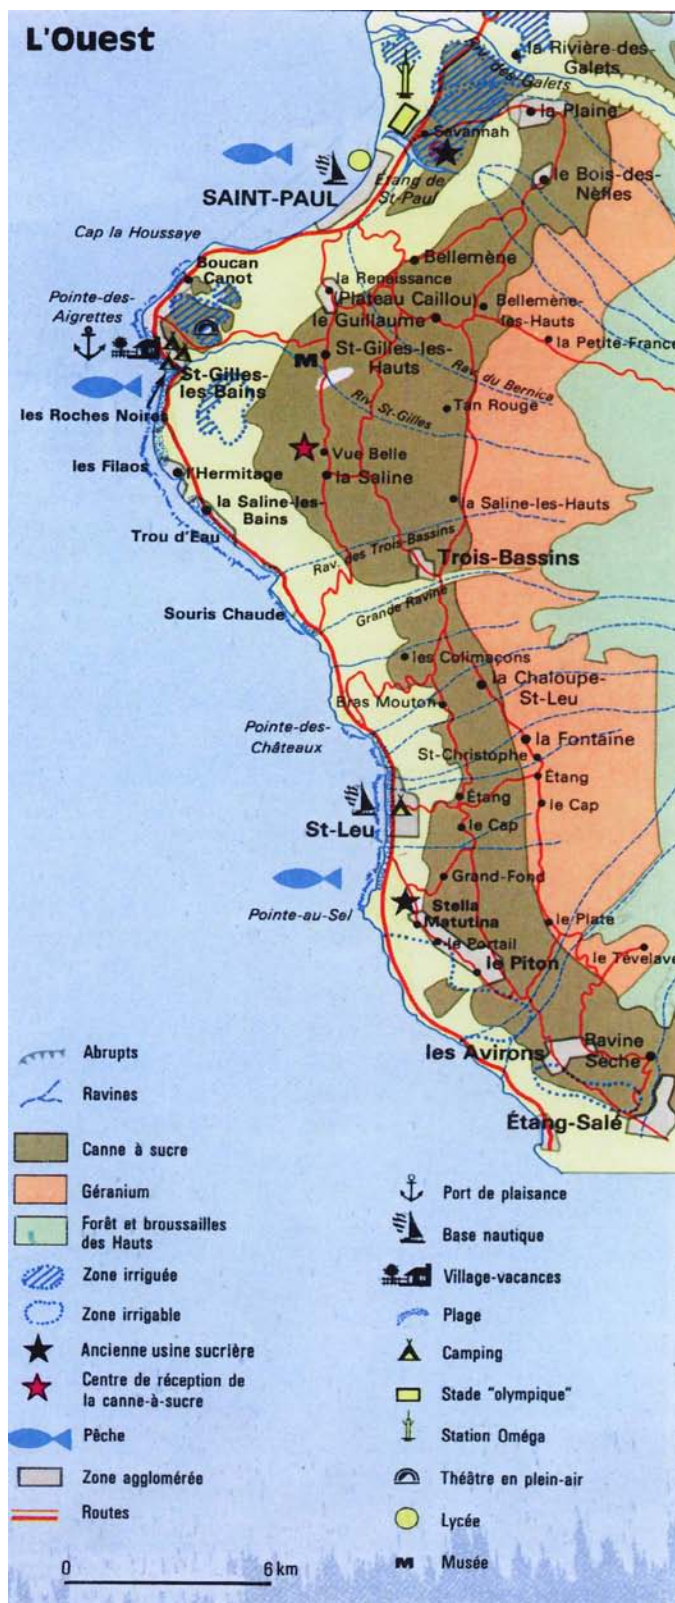 L'Ouest
la Rivière-des-
Galets
Riv. des Galets
la Plaine
Savannah
SAINT-PAUL
Étang de
St-Paul
le Bois-des-
Nèfles
Cap la Houssaye
Boucan
Canot
Bellemène
la Renaissance
(Plateau Caillou)
Pointe-des-
Aigrettes
le Guillaume
Bellemène-
les-Hauts
la Petite-France
St-Gilles-les-
Hauts
St-Gilles-
les-Bains
Rav. du Bernica
Riv. St-Gilles
Tan Rouge
les Roches Noires
Vue Belle
les Filaos
l'Hermitage
la Saline
la Saline-les-
Bains
la Saline-les-Hauts
Trou d'Eau
Rav. des Trois-Bassins
Trois-Bassins
Souris Chaude
Grande Ravine
les Colimaçons
la Chaloupe-
St-Leu
Bras Mouton
Pointe-des-
Châteaux
la Fontaine
St-Christophe
Étang
Étang
le Cap
St-Leu
le Cap
Grand-Fond
Pointe-au-Sel
Stella
Matutina
le Plate
le Portail
le Tévelave
le Piton
les Avirons
Ravine
Sèche
Étang-Salé
Abrupts
Ravines
Canne à sucre
Géranium
Forêt et broussailles
des Hauts
Zone irriguée
Zone irrigable
Ancienne usine sucrière
Centre de réception de
la canne-à-sucre
Pêche
Zone agglomérée
Routes
Port de plaisance
Base nautique
Village-vacances
Plage
Camping
Stade "olympique"
Station Oméga
Théâtre en plein-air
Lycée
M Musée
0 6 km